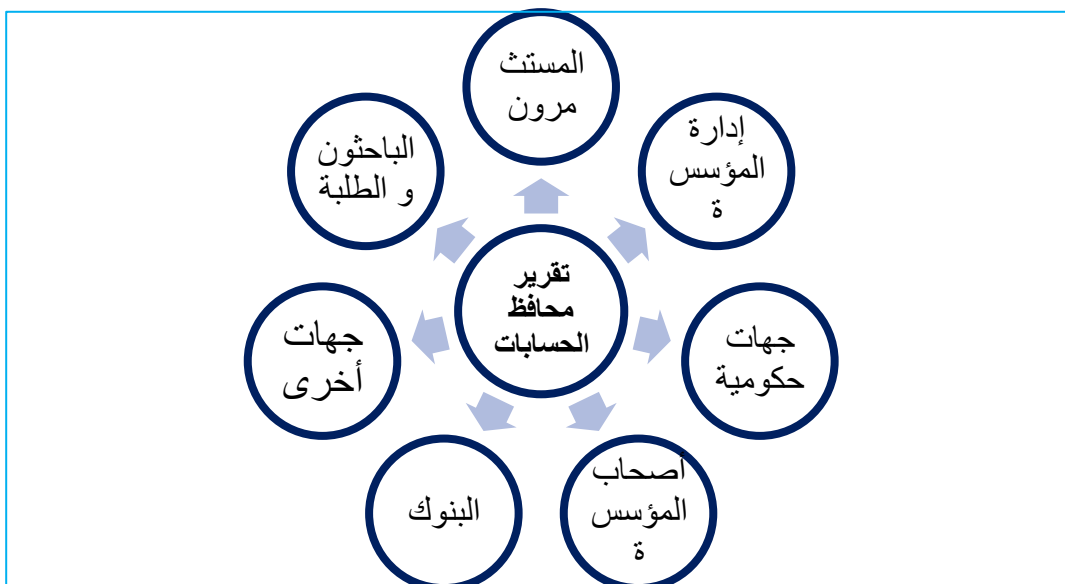 المستث
مرون
إدارة
المؤسس
ة
الباحثون
و الطلبة
تقرير
محافظ
الحسابات
جهات
حكومية
جهات
أخرى
أصحاب
المؤسس
ة
البنوك